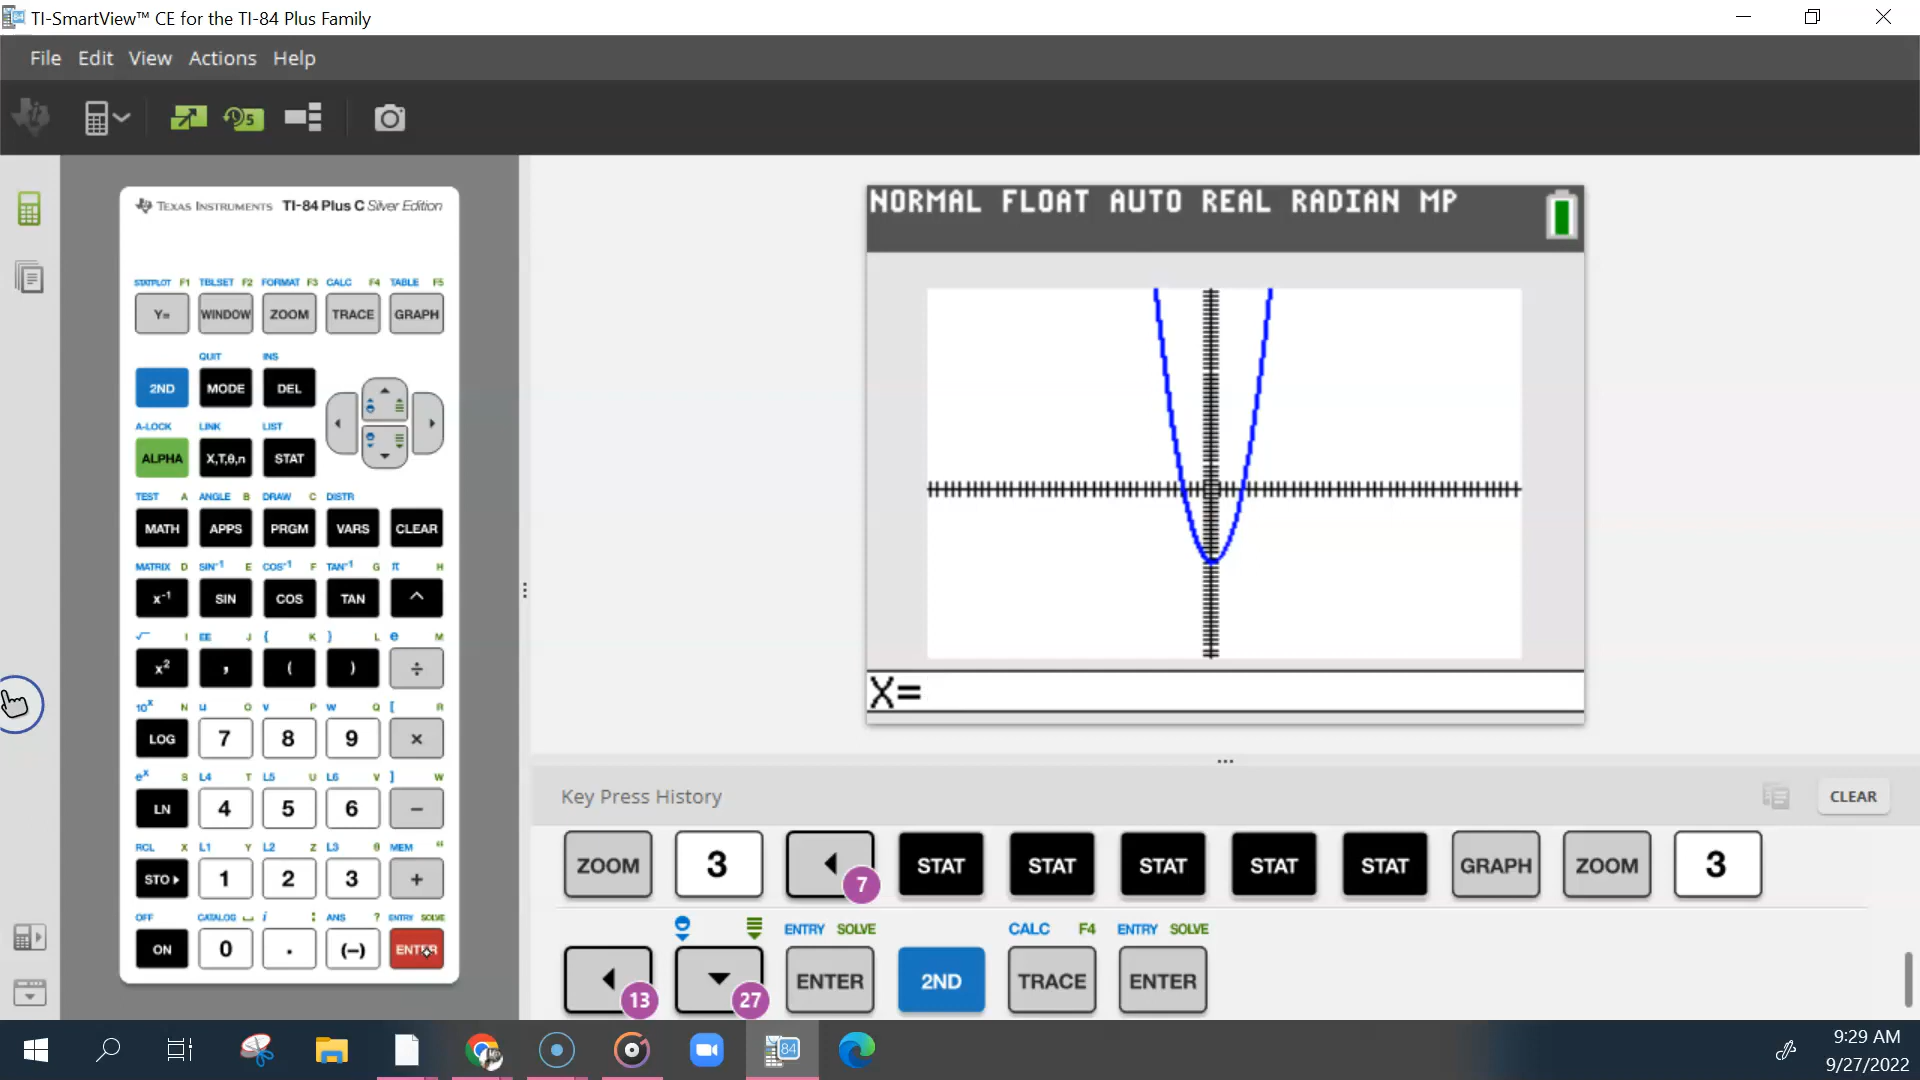 TI-SmartView™ CE for the TI-84 Plus Family
File Edit View Actions Help
5
TEXAS INSTRUMENTS TI-84 Plus C Silver Edition
STATPLOT F1 TBLSET F2 FORMAT F3 CALC F4 TABLE F5
Y= WINDOW ZOOM TRACE GRAPH
QUIT INS
2ND MODE DEL
A-LOCK LINK LIST
ALPHA X,T,θ,n STAT
TEST A ANGLE B DRAW C DISTR
MATH APPS PRGM VARS CLEAR
MATRIX D SIN⁻¹ E COS⁻¹ F TAN⁻¹ G π H
x⁻¹ SIN COS TAN ^
√ I EE J { K } L e M
x² , ( ) ÷
10ˣ N u O v P w Q [ R
LOG 7 8 9 ×
eˣ S L4 T L5 U L6 V ] W
LN 4 5 6 −
RCL X L1 Y L2 Z L3 θ MEM “
STO▸ 1 2 3 +
OFF CATALOG ⎵ i : ANS ? ENTRY SOLVE
ON 0 . (−) ENTER
NORMAL FLOAT AUTO REAL RADIAN MP
X=
Key Press History CLEAR
ZOOM 3 7 STAT STAT STAT STAT STAT GRAPH ZOOM 3
ENTRY SOLVE CALC F4 ENTRY SOLVE
13 27 ENTER 2ND TRACE ENTER
84
9:29 AM
9/27/2022